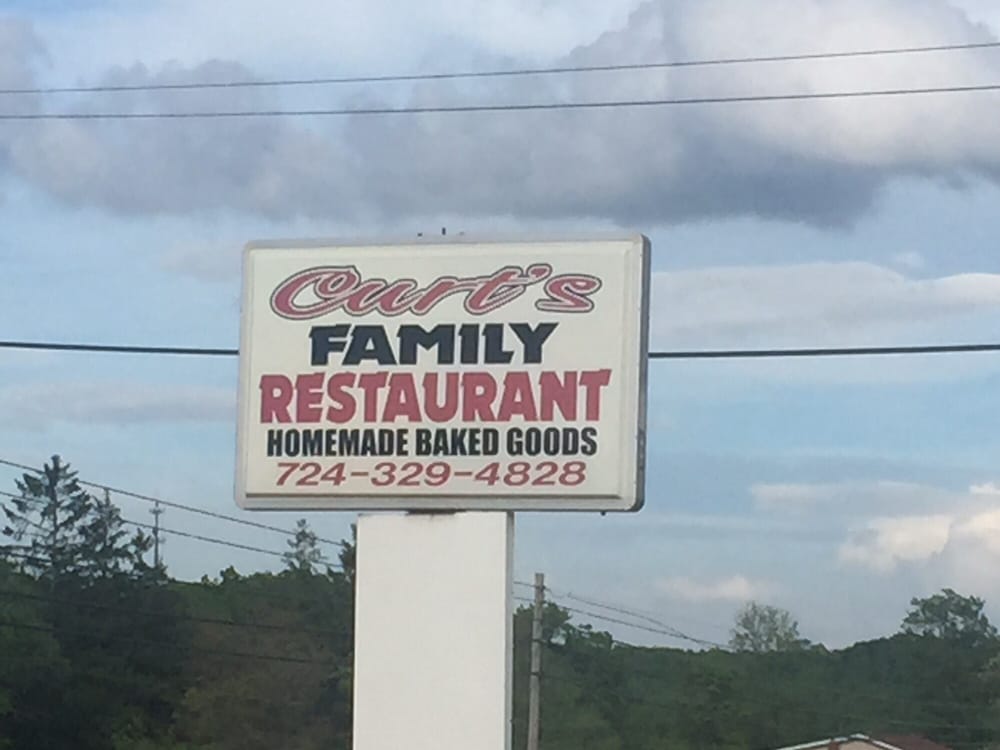 Curt's
FAMILY
RESTAURANT
HOMEMADE BAKED GOODS
724-329-4828